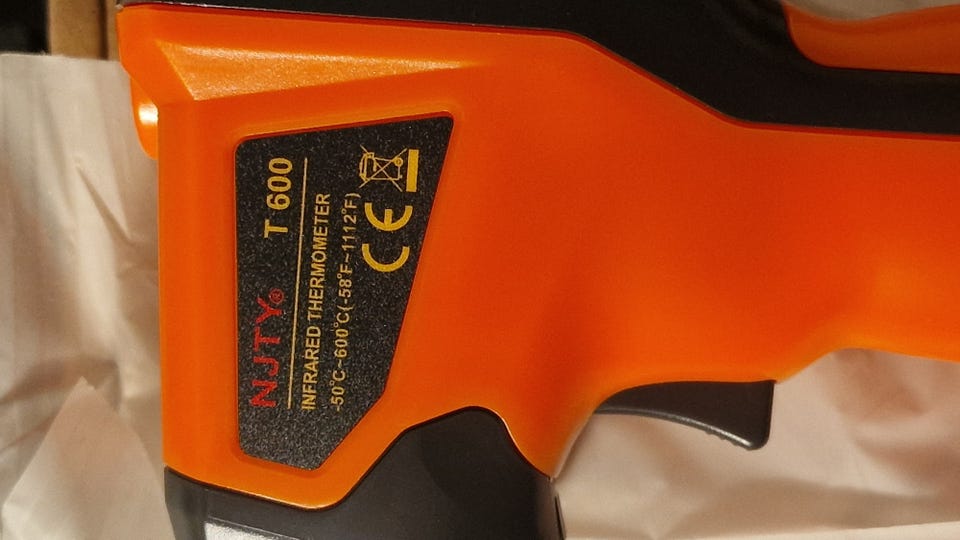 NJTY® T 600
INFRARED THERMOMETER
-50°C~600°C(-58°F~1112°F)
CE